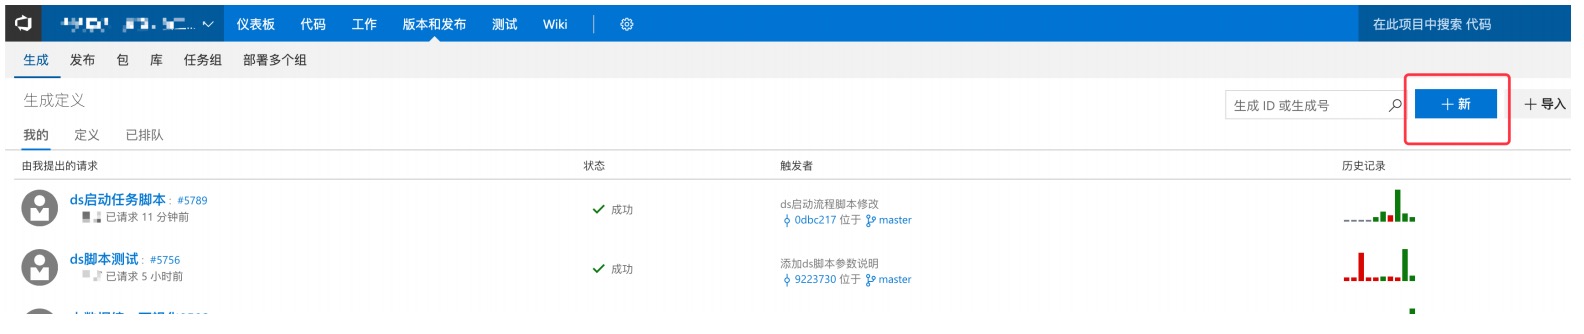 仪表板 代码 工作 版本和发布 测试 Wiki 在此项目中搜索 代码
生成 发布 包 库 任务组 部署多个组
生成定义
生成 ID 或生成号 新 导入
我的 定义 已排队
由我提出的请求 状态 触发者 历史记录
ds启动任务脚本 : #5789
已请求 11 分钟前
成功
ds启动流程脚本修改
0dbc217 位于 master
ds脚本测试 : #5756
已请求 5 小时前
成功
添加ds脚本参数说明
9223730 位于 master